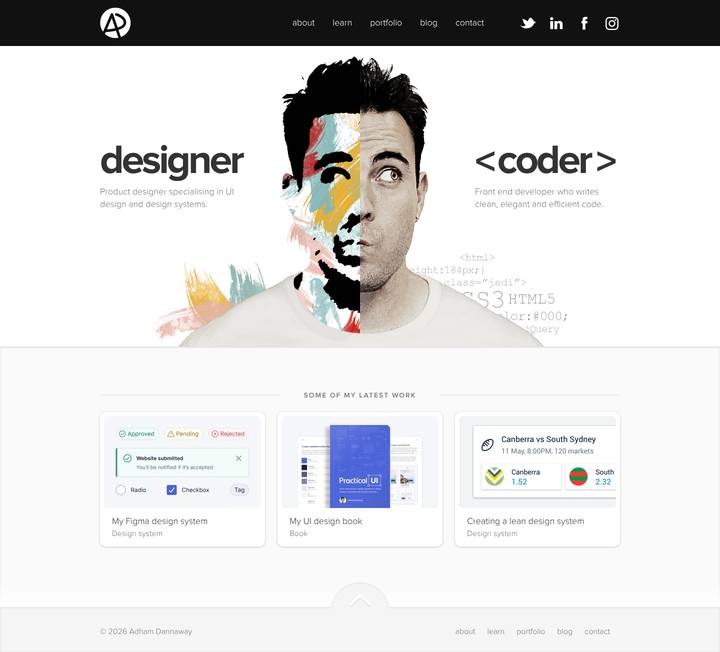 about learn portfolio blog contact
designer
Product designer specialising in UI
design and design systems.
<coder>
Front end developer who writes
clean, elegant and efficient code.
<html>
eight:184px;}
class="jedi">
SS3 HTML5
lor:#000;
jQuery
SOME OF MY LATEST WORK
Approved Pending Rejected
Website submitted
You'll be notified if it's accepted
Radio Checkbox Tag
My Figma design system
Design system
Practical UI
My UI design book
Book
Canberra vs South Sydney
11 May, 8:00PM, 120 markets
Canberra South
1.52 2.32
Creating a lean design system
Design system
© 2026 Adham Dannaway
about learn portfolio blog contact